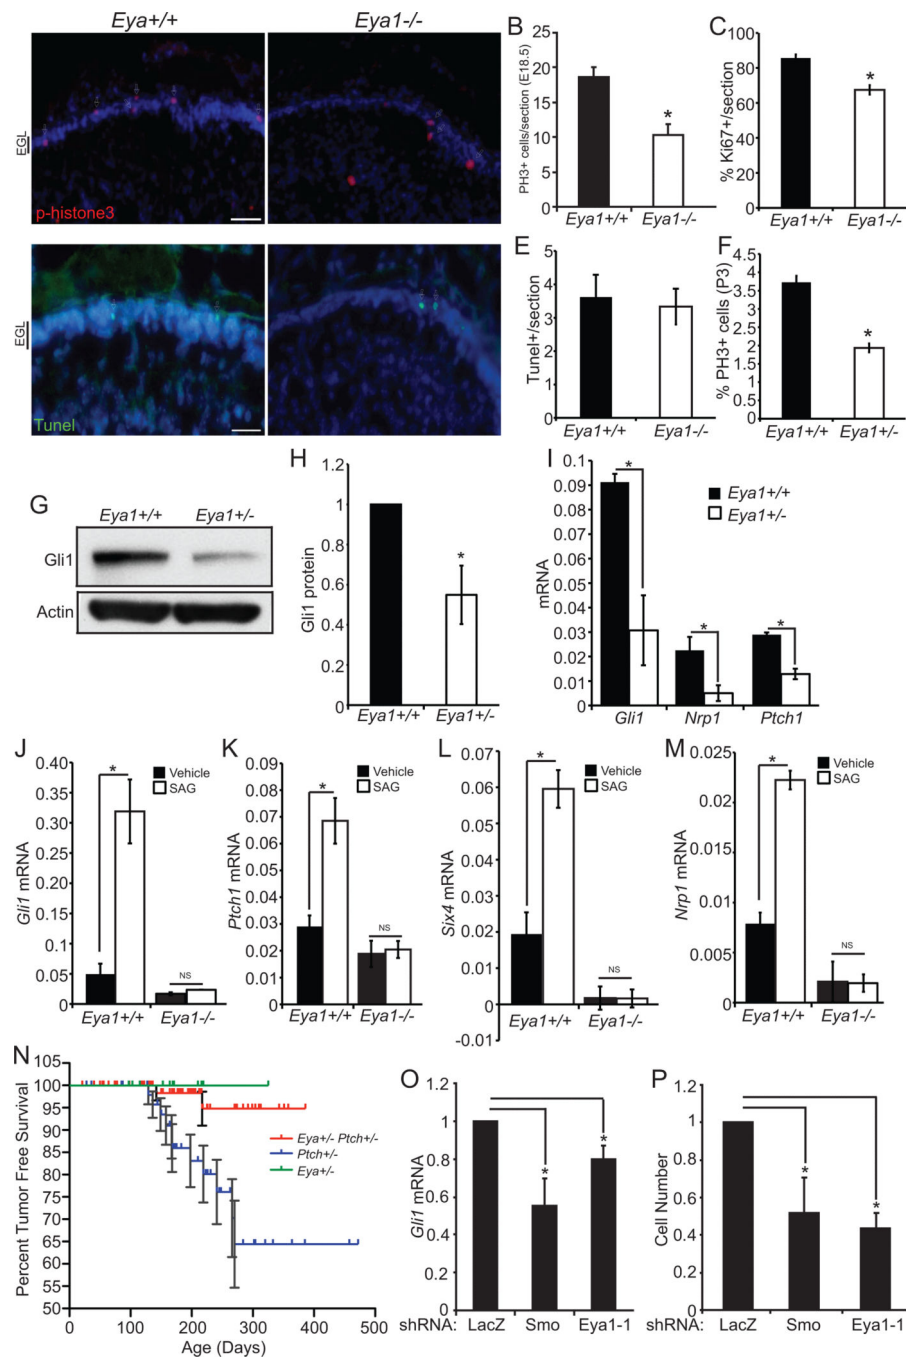 Eya+/+ Eya1-/-
EGL
p-histone3
EGL
Tunel
B
PH3+ cells/section (E18.5)
25
20
15
10
5
0
*
Eya1+/+ Eya1-/-
C
% Ki67+/section
100
80
60
40
20
0
*
Eya1+/+ Eya1-/-
E
Tunel+/section
5
4
3
2
1
0
Eya1+/+ Eya1-/-
F
% PH3+ cells (P3)
4.5
4
3.5
3
2.5
2
1.5
1
0.5
0
*
Eya1+/+ Eya1+/-
G
Eya1+/+ Eya1+/-
Gli1
Actin
H
Gli1 protein
1.2
1
0.8
0.6
0.4
0.2
0
*
Eya1+/+ Eya1+/-
I
mRNA
0.1
0.09
0.08
0.07
0.06
0.05
0.04
0.03
0.02
0.01
0
* * *
Eya1+/+
Eya1+/-
Gli1 Nrp1 Ptch1
J
Gli1 mRNA
0.40
0.35
0.30
0.25
0.20
0.15
0.10
0.05
0
*
Vehicle
SAG
NS
Eya1+/+ Eya1-/-
K
Ptch1 mRNA
0.09
0.08
0.07
0.06
0.05
0.04
0.03
0.02
0.01
0
*
Vehicle
SAG
NS
Eya1+/+ Eya1-/-
L
Six4 mRNA
0.07
0.06
0.05
0.04
0.03
0.02
0.01
0
-0.01
*
Vehicle
SAG
NS
Eya1+/+ Eya1-/-
M
Nrp1 mRNA
0.025
0.02
0.015
0.01
0.005
0
*
Vehicle
SAG
NS
Eya1+/+ Eya1-/-
N
Percent Tumor Free Survival
105
100
95
90
85
80
75
70
65
60
55
50
Eya+/- Ptch+/-
Ptch+/-
Eya+/-
0 100 200 300 400 500
Age (Days)
O
Gli1 mRNA
1.2
1
0.8
0.6
0.4
0.2
0
* *
shRNA: LacZ Smo Eya1-1
P
Cell Number
1.2
1
0.8
0.6
0.4
0.2
0
* *
shRNA: LacZ Smo Eya1-1